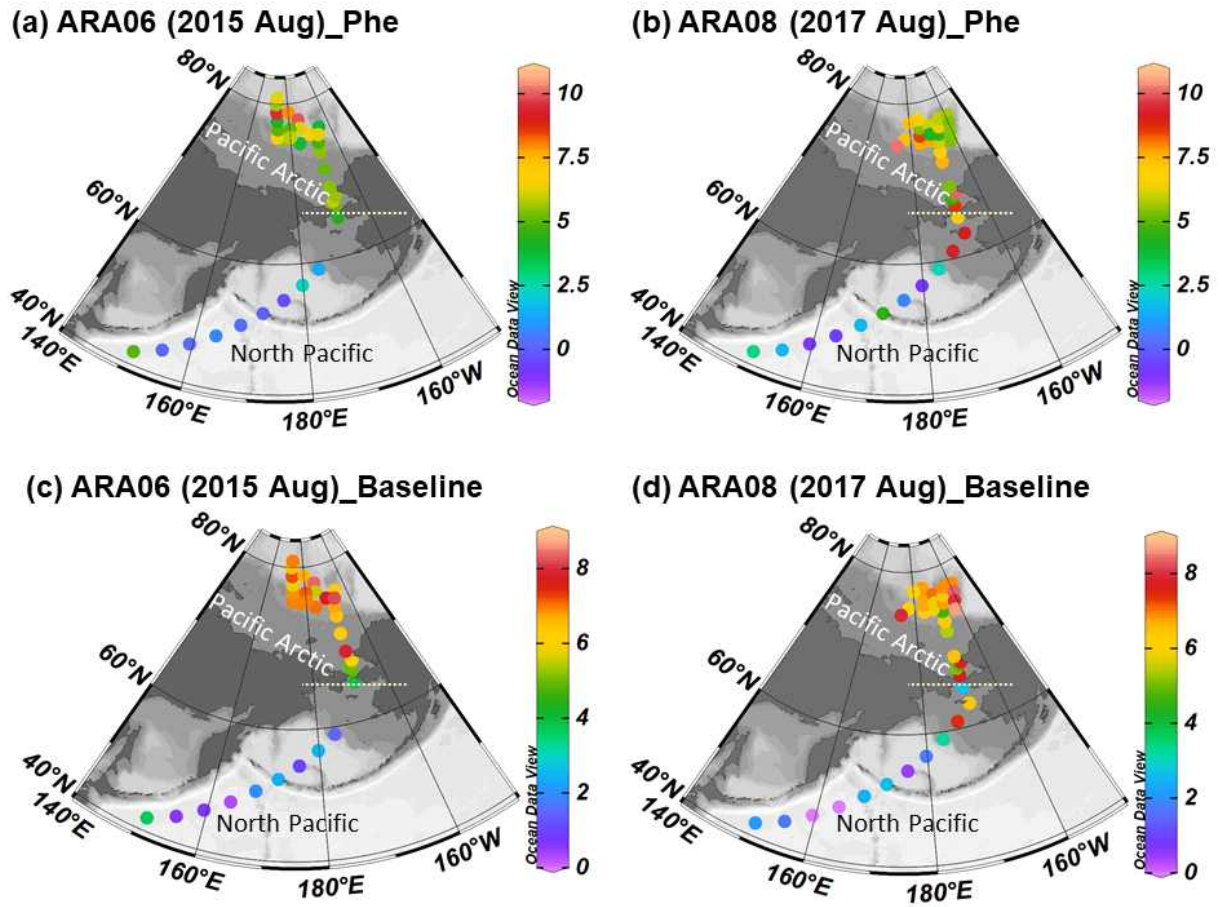 (a) ARA06 (2015 Aug)_Phe
80°N
60°N
40°N
140°E
160°E
180°E
160°W
Pacific Arctic
North Pacific
10
7.5
5
2.5
0
Ocean Data View
(b) ARA08 (2017 Aug)_Phe
80°N
60°N
40°N
140°E
160°E
180°E
160°W
Pacific Arctic
North Pacific
10
7.5
5
2.5
0
Ocean Data View
(c) ARA06 (2015 Aug)_Baseline
80°N
60°N
40°N
140°E
160°E
180°E
160°W
Pacific Arctic
North Pacific
8
6
4
2
0
Ocean Data View
(d) ARA08 (2017 Aug)_Baseline
80°N
60°N
40°N
140°E
160°E
180°E
160°W
Pacific Arctic
North Pacific
8
6
4
2
0
Ocean Data View